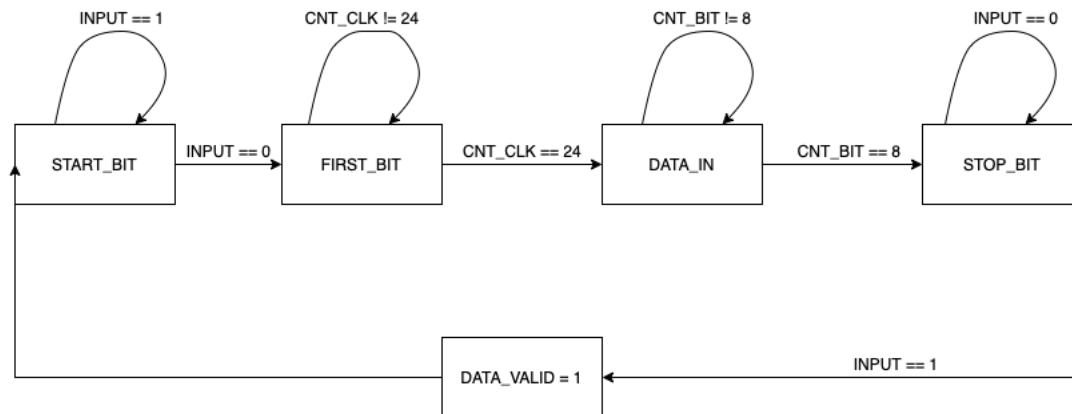 INPUT == 1
CNT_CLK != 24
CNT_BIT != 8
INPUT == 0
START_BIT
INPUT == 0
FIRST_BIT
CNT_CLK == 24
DATA_IN
CNT_BIT == 8
STOP_BIT
INPUT == 1
DATA_VALID = 1